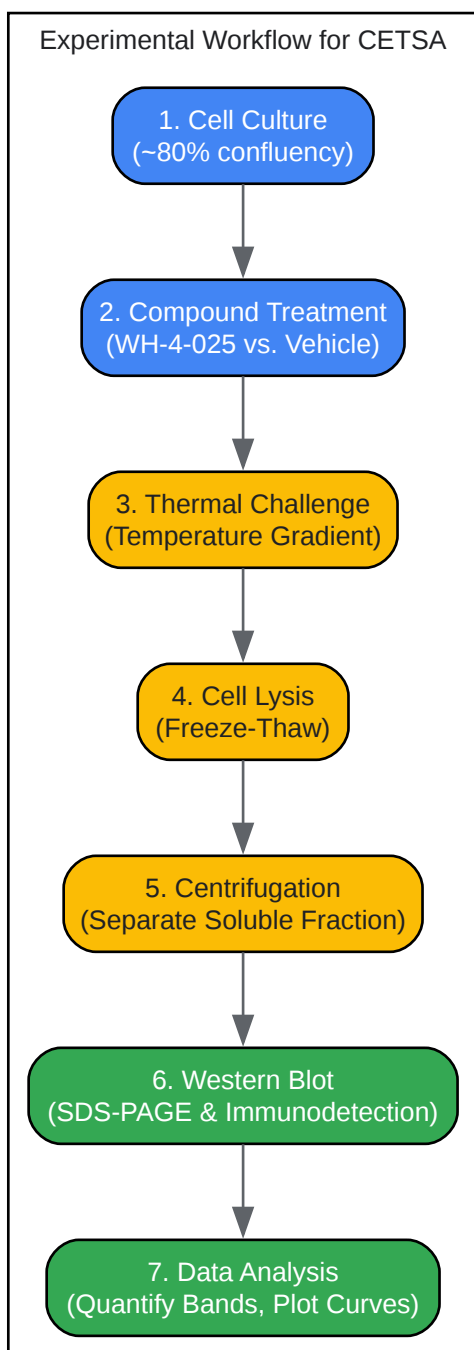 Experimental Workflow for CETSA
1. Cell Culture
(~80% confluency)
2. Compound Treatment
(WH-4-025 vs. Vehicle)
3. Thermal Challenge
(Temperature Gradient)
4. Cell Lysis
(Freeze-Thaw)
5. Centrifugation
(Separate Soluble Fraction)
6. Western Blot
(SDS-PAGE & Immunodetection)
7. Data Analysis
(Quantify Bands, Plot Curves)